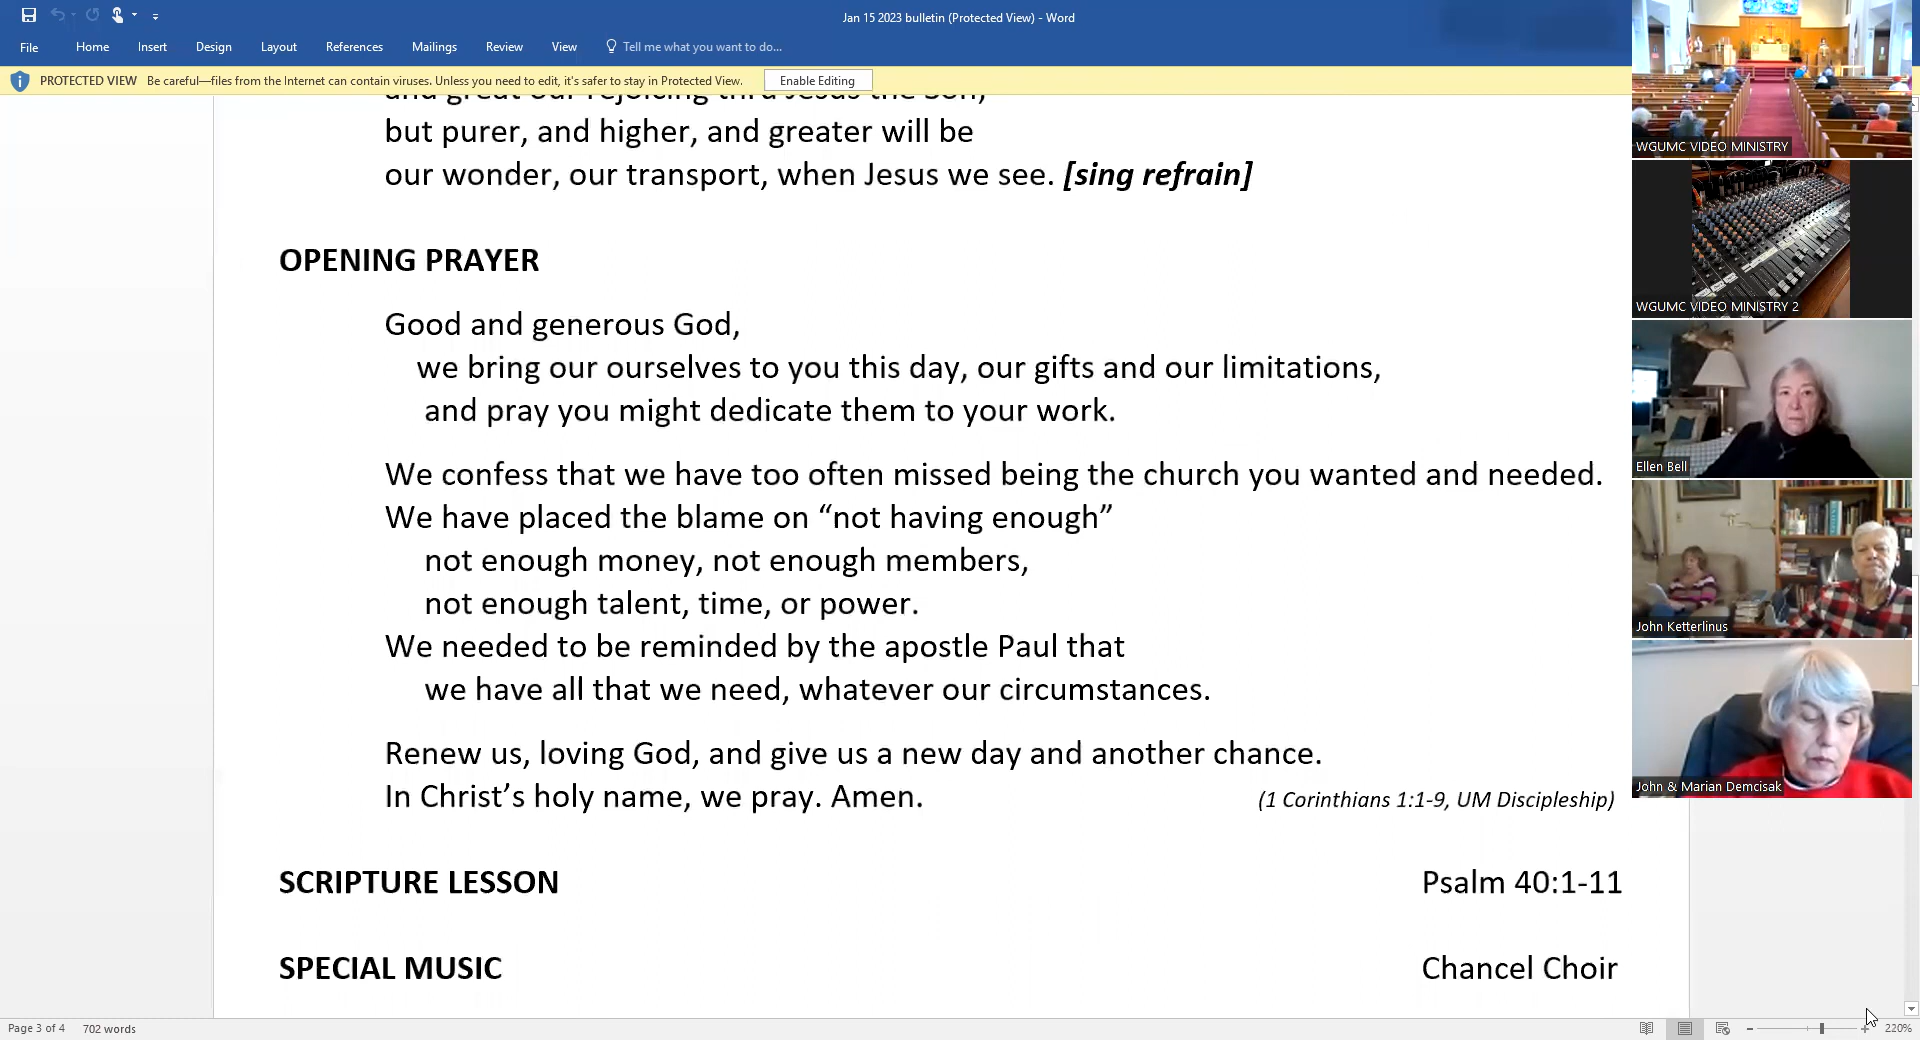 Jan 15 2023 bulletin (Protected View) - Word
File Home Insert Design Layout References Mailings Review View Tell me what you want to do...
PROTECTED VIEW Be careful—files from the Internet can contain viruses. Unless you need to edit, it's safer to stay in Protected View. Enable Editing
and great our rejoicing thru Jesus the Son,
but purer, and higher, and greater will be
our wonder, our transport, when Jesus we see. [sing refrain]
OPENING PRAYER
Good and generous God,
we bring our ourselves to you this day, our gifts and our limitations,
and pray you might dedicate them to your work.
We confess that we have too often missed being the church you wanted and needed.
We have placed the blame on “not having enough”
not enough money, not enough members,
not enough talent, time, or power.
We needed to be reminded by the apostle Paul that
we have all that we need, whatever our circumstances.
Renew us, loving God, and give us a new day and another chance.
In Christ’s holy name, we pray. Amen. (1 Corinthians 1:1-9, UM Discipleship)
SCRIPTURE LESSON Psalm 40:1-11
SPECIAL MUSIC Chancel Choir
WGUMC VIDEO MINISTRY
WGUMC VIDEO MINISTRY 2
Ellen Bell
John Ketterlinus
John & Marian Demcisak
Page 3 of 4 702 words 220%